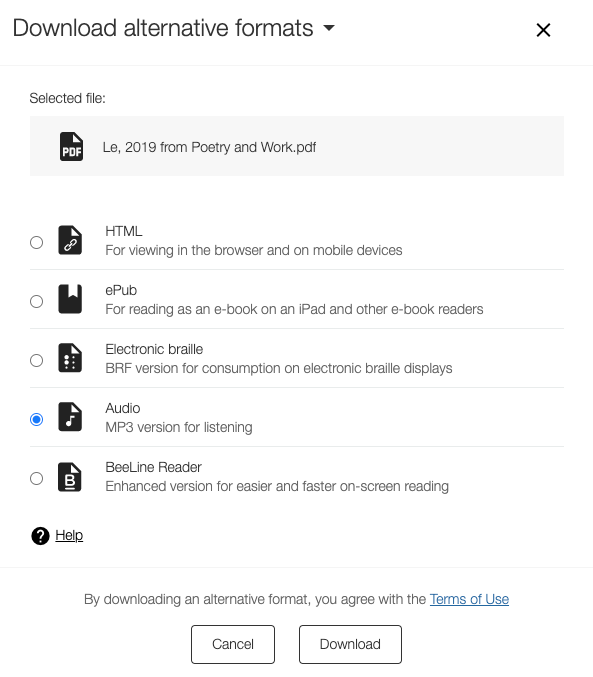 Download alternative formats
Selected file:
PDF
Le, 2019 from Poetry and Work.pdf
HTML
For viewing in the browser and on mobile devices
ePub
For reading as an e-book on an iPad and other e-book readers
Electronic braille
BRF version for consumption on electronic braille displays
Audio
MP3 version for listening
B
BeeLine Reader
Enhanced version for easier and faster on-screen reading
? Help
By downloading an alternative format, you agree with the Terms of Use
Cancel
Download